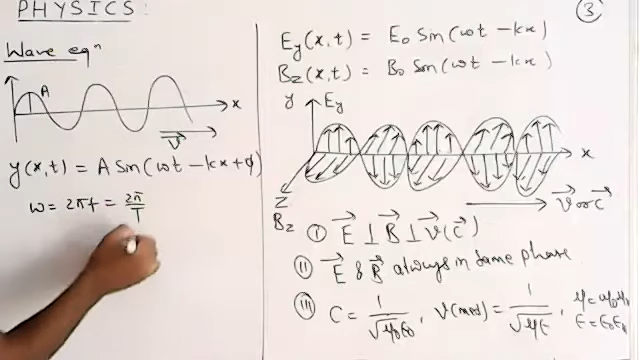 PHYSICS:
Wave eqⁿ
A
x
V⃗
y(x,t) = A Sin(ωt - kx + φ)
ω = 2πf = 2π/T
3
Ey(x,t) = E₀ Sin(ωt - kx)
Bz(x,t) = B₀ Sin(ωt - kx)
y Ey
x
Z
Bz
V⃗ or c⃗
(i) E⃗ ⊥ B⃗ ⊥ v⃗(c⃗)
(ii) E⃗ & B⃗ always in same phase
(iii) C = 1/√μ₀ε₀ , v(med) = 1/√με , μ = μ₀μᵣ
ε = ε₀εᵣ